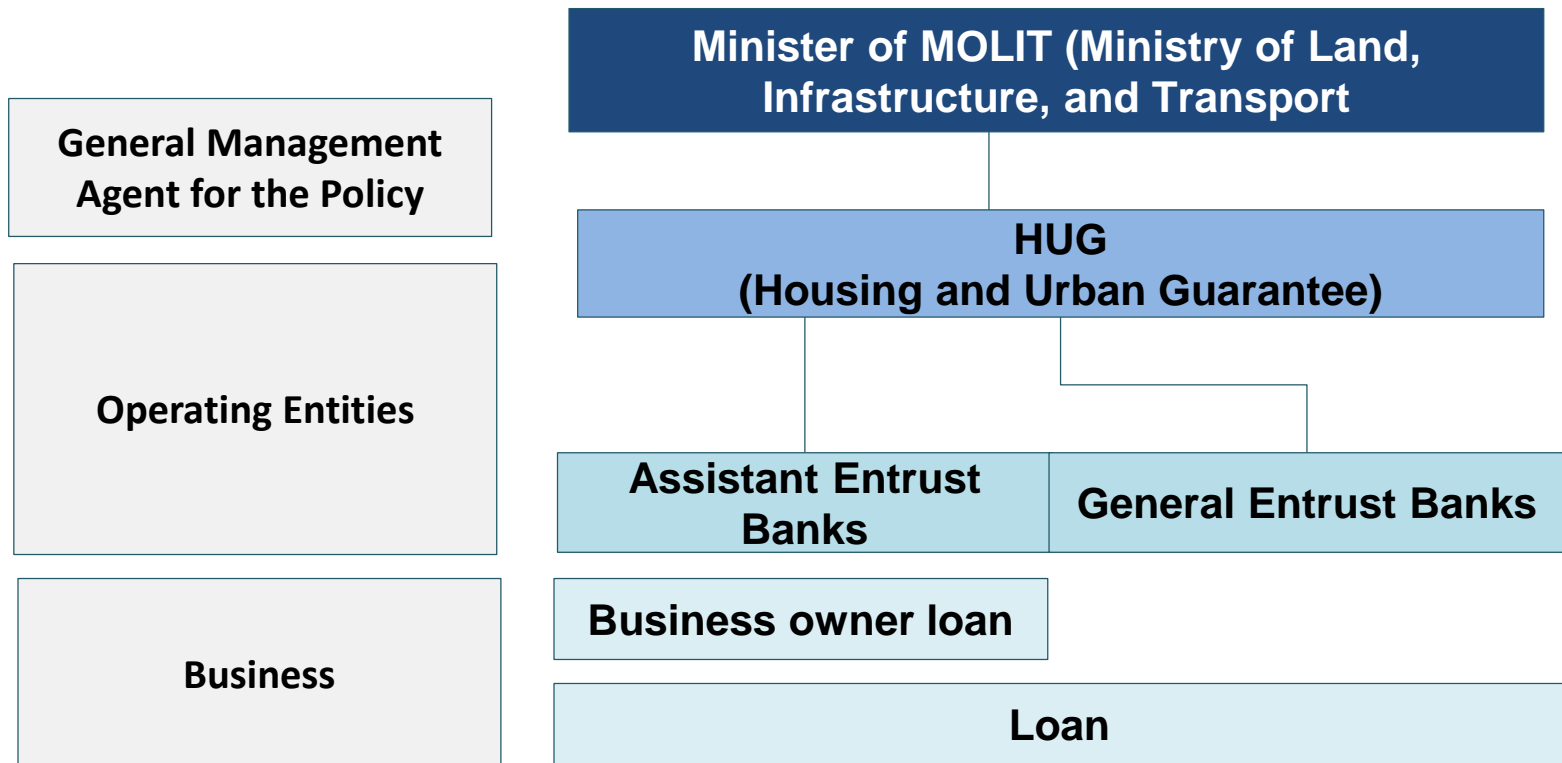 Minister of MOLIT (Ministry of Land,
Infrastructure, and Transport
General Management
Agent for the Policy
HUG
(Housing and Urban Guarantee)
Operating Entities
Assistant Entrust
Banks
General Entrust Banks
Business owner loan
Business
Loan